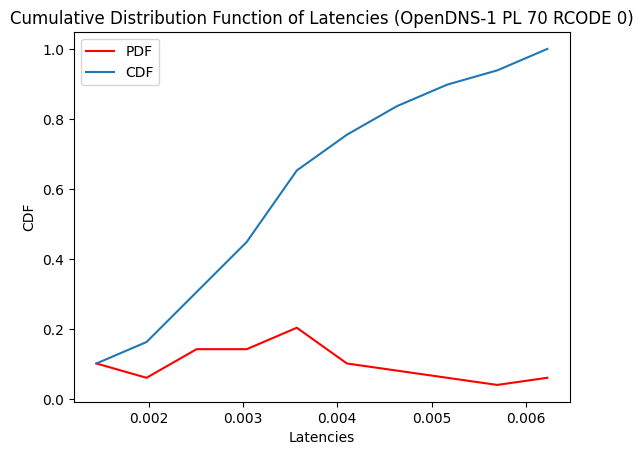 Cumulative Distribution Function of Latencies (OpenDNS-1 PL 70 RCODE 0)
PDF
CDF
1.0
0.8
0.6
0.4
0.2
0.0
CDF
0.002
0.003
0.004
0.005
0.006
Latencies